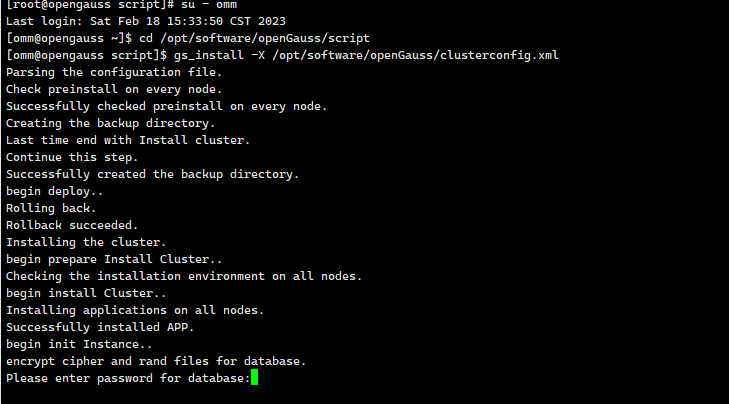 [root@opengauss script]# su - omm
Last login: Sat Feb 18 15:33:50 CST 2023
[omm@opengauss ~]$ cd /opt/software/openGauss/script
[omm@opengauss script]$ gs_install -X /opt/software/openGauss/clusterconfig.xml
Parsing the configuration file.
Check preinstall on every node.
Successfully checked preinstall on every node.
Creating the backup directory.
Last time end with Install cluster.
Continue this step.
Successfully created the backup directory.
begin deploy..
Rolling back.
Rollback succeeded.
Installing the cluster.
begin prepare Install Cluster..
Checking the installation environment on all nodes.
begin install Cluster..
Installing applications on all nodes.
Successfully installed APP.
begin init Instance..
encrypt cipher and rand files for database.
Please enter password for database: